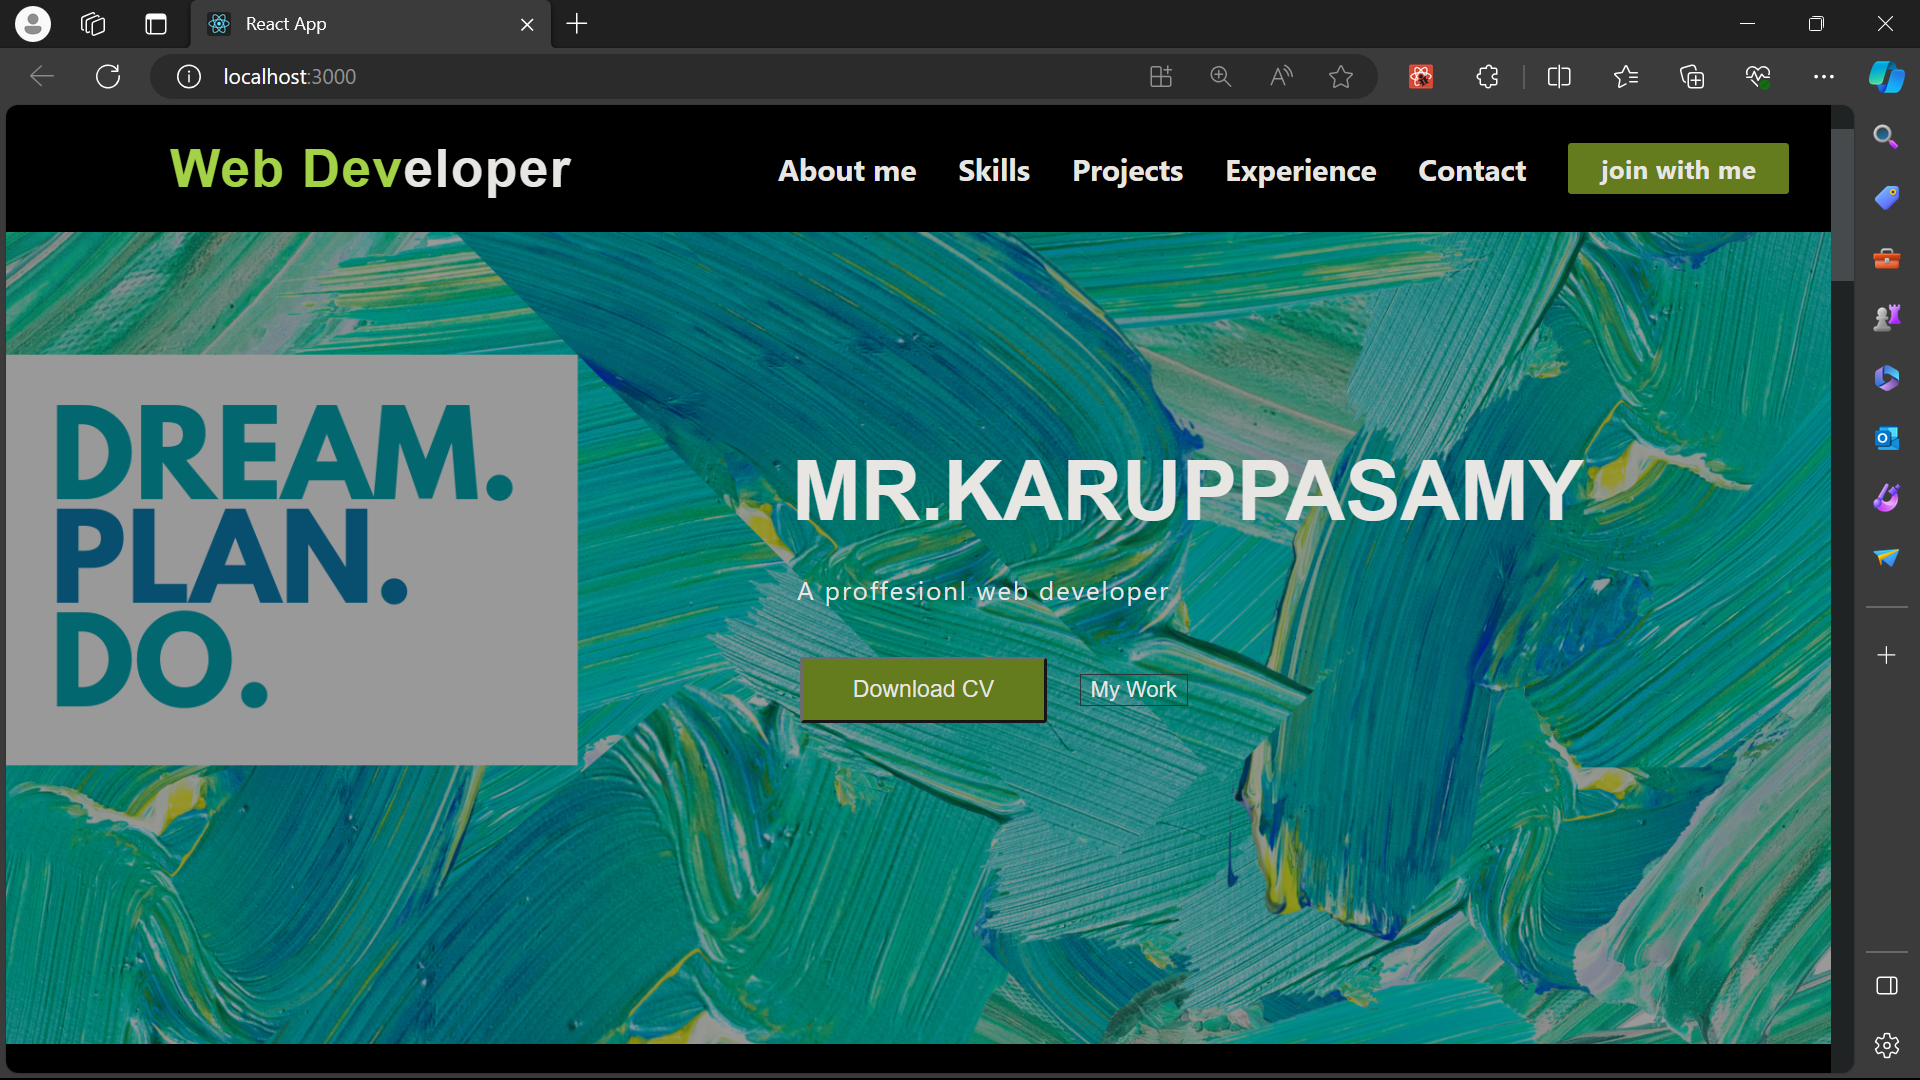 React App
localhost:3000
Web Developer
About me Skills Projects Experience Contact join with me
DREAM.
PLAN.
DO.
MR.KARUPPASAMY
A proffesionl web developer
Download CV My Work